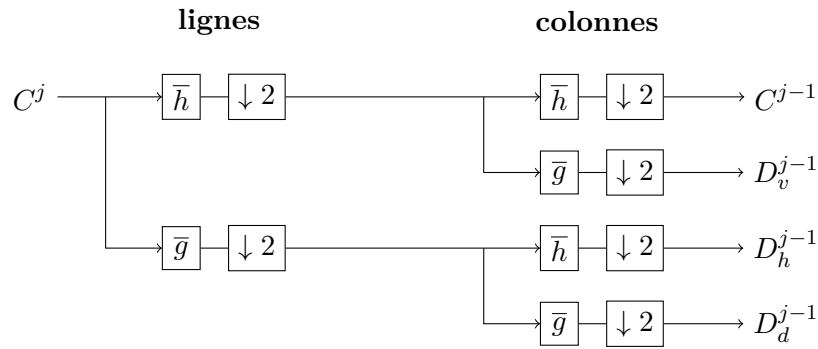 lignes colonnes
C^j h̅ ↓ 2 h̅ ↓ 2 C^{j−1}
g̅ ↓ 2 D_v^{j−1}
g̅ ↓ 2 h̅ ↓ 2 D_h^{j−1}
g̅ ↓ 2 D_d^{j−1}